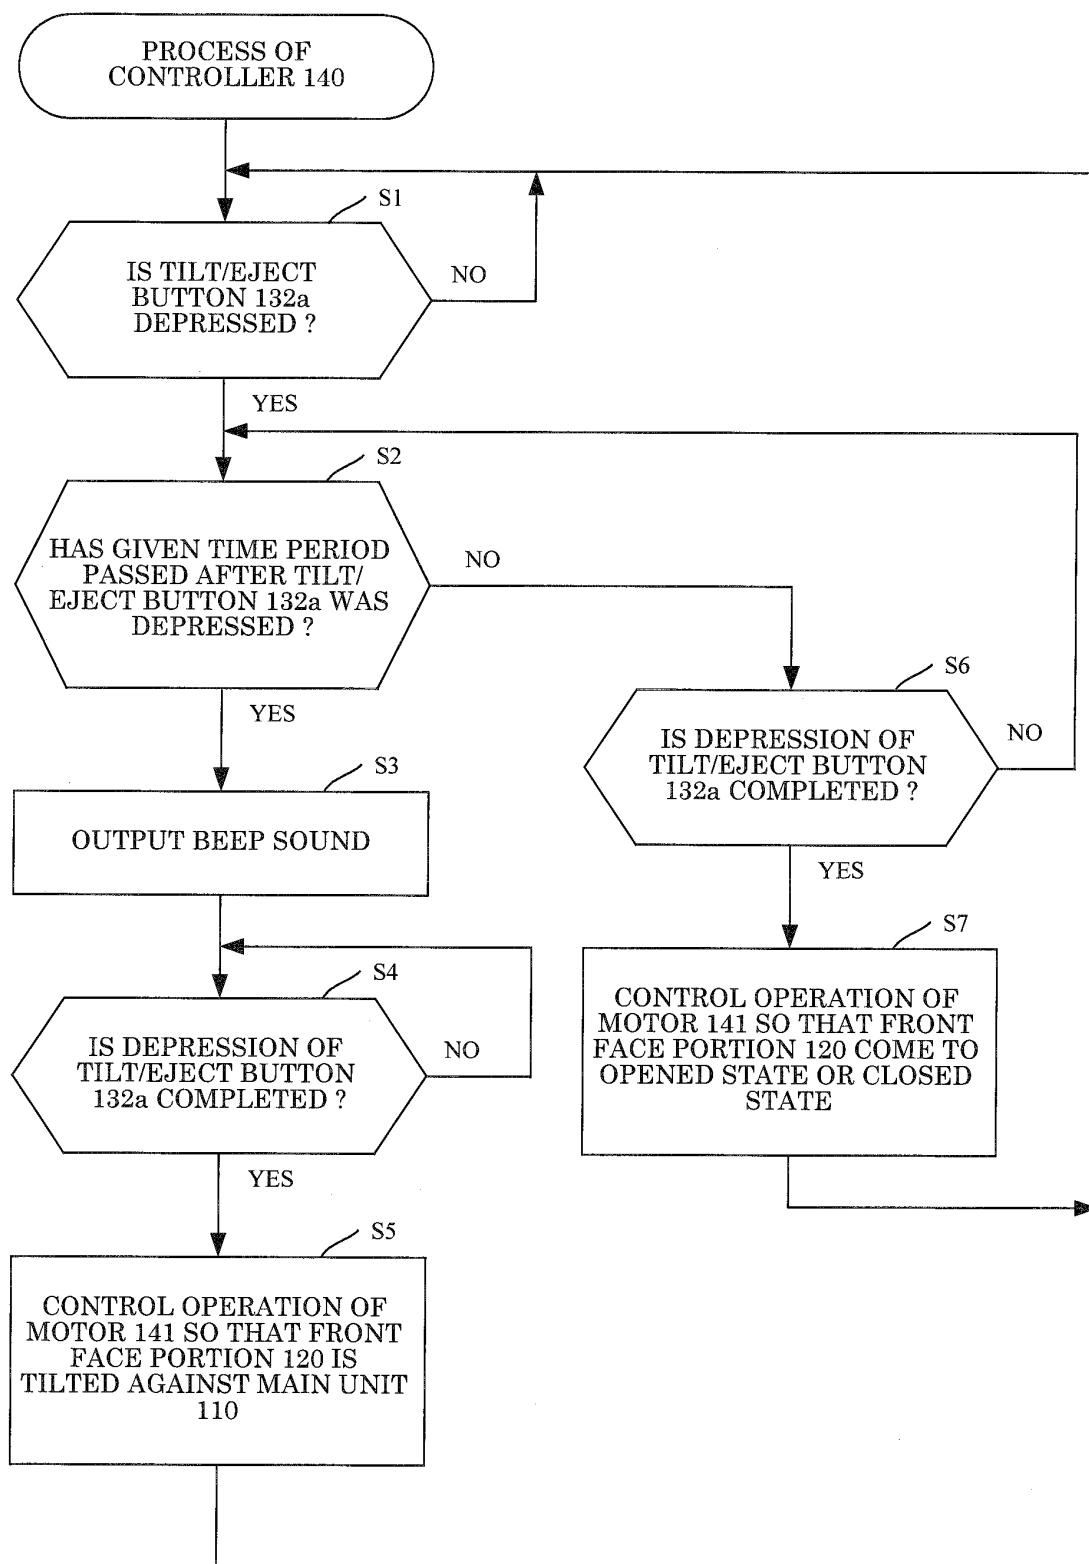 PROCESS OF
CONTROLLER 140
S1
IS TILT/EJECT
BUTTON 132a
DEPRESSED ?
NO
YES
S2
HAS GIVEN TIME PERIOD
PASSED AFTER TILT/
EJECT BUTTON 132a WAS
DEPRESSED ?
NO
YES
S6
IS DEPRESSION OF
TILT/EJECT BUTTON
132a COMPLETED ?
NO
YES
S3
OUTPUT BEEP SOUND
S4
IS DEPRESSION OF
TILT/EJECT BUTTON
132a COMPLETED ?
NO
YES
S7
CONTROL OPERATION OF
MOTOR 141 SO THAT FRONT
FACE PORTION 120 COME TO
OPENED STATE OR CLOSED
STATE
S5
CONTROL OPERATION OF
MOTOR 141 SO THAT FRONT
FACE PORTION 120 IS
TILTED AGAINST MAIN UNIT
110